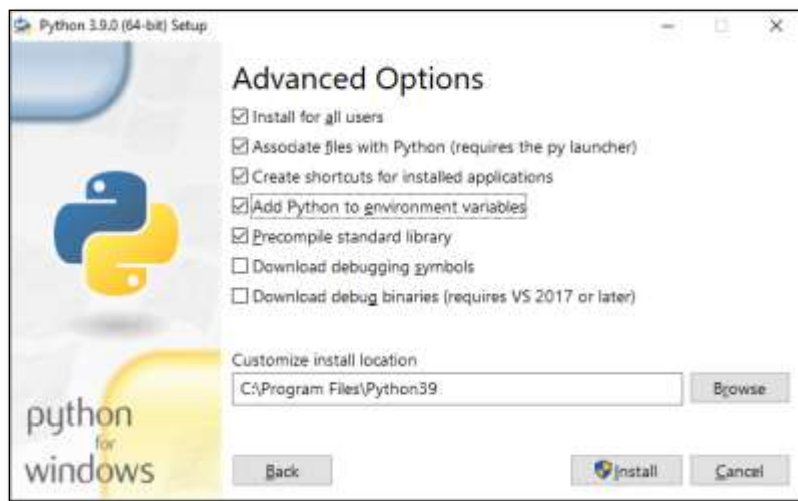 Python 3.9.0 (64-bit) Setup
Advanced Options
Install for all users
Associate files with Python (requires the py launcher)
Create shortcuts for installed applications
Add Python to environment variables
Precompile standard library
Download debugging symbols
Download debug binaries (requires VS 2017 or later)
Customize install location
C:\Program Files\Python39
Browse
python
for
windows
Back
Install
Cancel